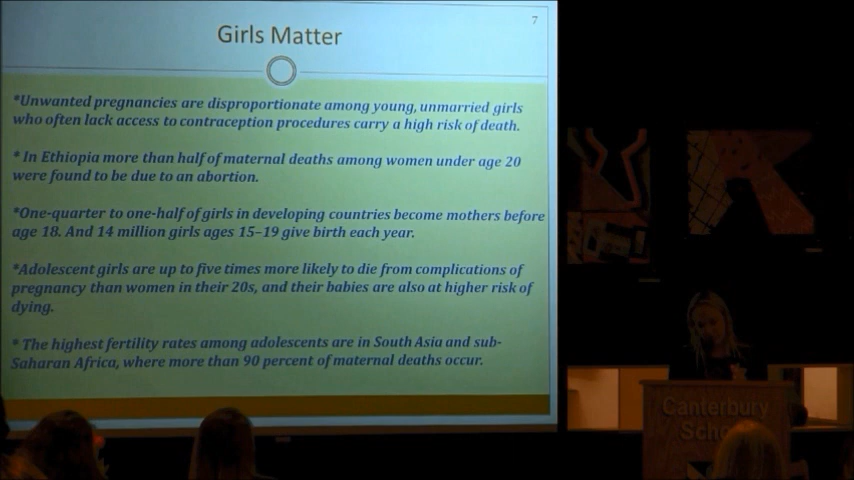 7
Girls Matter
*Unwanted pregnancies are disproportionate among young, unmarried girls
who often lack access to contraception procedures carry a high risk of death.
* In Ethiopia more than half of maternal deaths among women under age 20
were found to be due to an abortion.
*One-quarter to one-half of girls in developing countries become mothers before
age 18. And 14 million girls ages 15–19 give birth each year.
*Adolescent girls are up to five times more likely to die from complications of
pregnancy than women in their 20s, and their babies are also at higher risk of
dying.
* The highest fertility rates among adolescents are in South Asia and sub-
Saharan Africa, where more than 90 percent of maternal deaths occur.
Canterbury